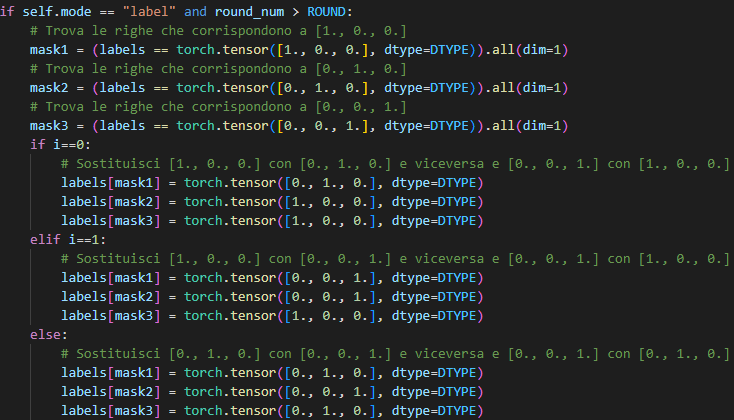 if self.mode == "label" and round_num > ROUND:
# Trova le righe che corrispondono a [1., 0., 0.]
mask1 = (labels == torch.tensor([1., 0., 0.], dtype=DTYPE)).all(dim=1)
# Trova le righe che corrispondono a [0., 1., 0.]
mask2 = (labels == torch.tensor([0., 1., 0.], dtype=DTYPE)).all(dim=1)
# Trova le righe che corrispondono a [0., 0., 1.]
mask3 = (labels == torch.tensor([0., 0., 1.], dtype=DTYPE)).all(dim=1)
if i==0:
# Sostituisci [1., 0., 0.] con [0., 1., 0.] e viceversa e [0., 0., 1.] con [1., 0., 0.]
labels[mask1] = torch.tensor([0., 1., 0.], dtype=DTYPE)
labels[mask2] = torch.tensor([1., 0., 0.], dtype=DTYPE)
labels[mask3] = torch.tensor([1., 0., 0.], dtype=DTYPE)
elif i==1:
# Sostituisci [1., 0., 0.] con [0., 0., 1.] e viceversa e [0., 0., 1.] con [1., 0., 0.]
labels[mask1] = torch.tensor([0., 0., 1.], dtype=DTYPE)
labels[mask2] = torch.tensor([0., 0., 1.], dtype=DTYPE)
labels[mask3] = torch.tensor([1., 0., 0.], dtype=DTYPE)
else:
# Sostituisci [0., 1., 0.] con [0., 0., 1.] e viceversa e [0., 0., 1.] con [0., 1., 0.]
labels[mask1] = torch.tensor([0., 1., 0.], dtype=DTYPE)
labels[mask2] = torch.tensor([0., 0., 1.], dtype=DTYPE)
labels[mask3] = torch.tensor([0., 1., 0.], dtype=DTYPE)